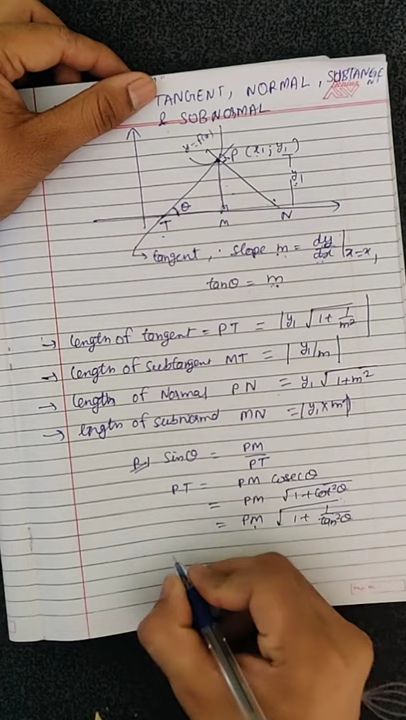 TANGENT, NORMAL, SUBTANGENT
& SUBNORMAL
y=f(x)
P (x₁; y₁)
y₁
θ
T M N
tangent, . slope m = dy/dx |x=x₁
tanθ = m
→ length of tangent = PT = |y₁ √1 + 1/m²|
→ length of subtangent MT = |y₁/m|
→ length of Normal PN = y₁ √1+m²
→ length of subnormal MN = |y₁ x m|
Sinθ = PM/PT
PT = PM cosecθ
= PM √1+cot²θ
= PM √1 + 1/tan²θ